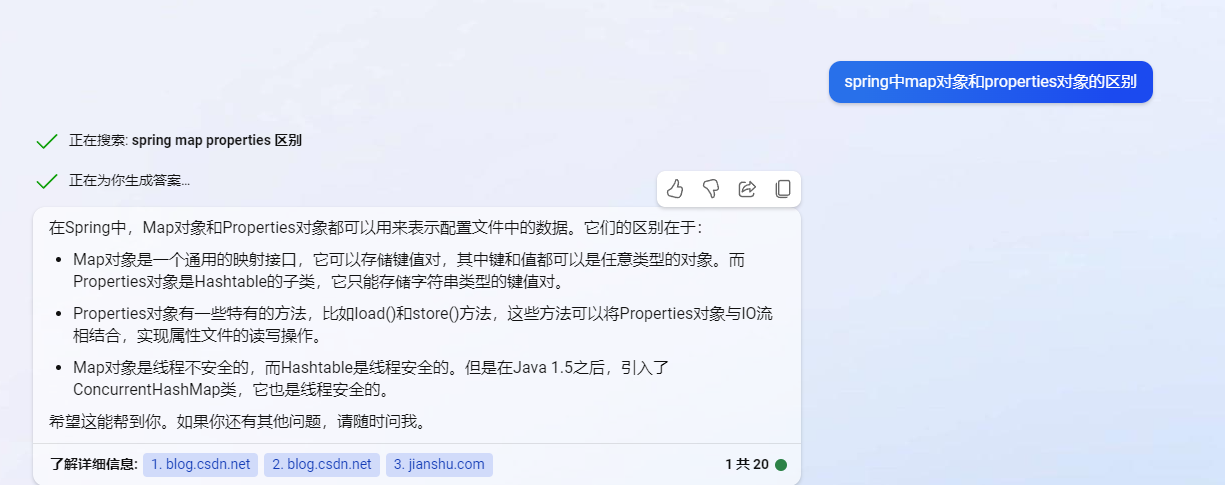 spring中map对象和properties对象的区别
正在搜索: spring map properties 区别
正在为你生成答案...
在Spring中，Map对象和Properties对象都可以用来表示配置文件中的数据。它们的区别在于：
• Map对象是一个通用的映射接口，它可以存储键值对，其中键和值都可以是任意类型的对象。而
Properties对象是Hashtable的子类，它只能存储字符串类型的键值对。
• Properties对象有一些特有的方法，比如load()和store()方法，这些方法可以将Properties对象与IO流
相结合，实现属性文件的读写操作。
• Map对象是线程不安全的，而Hashtable是线程安全的。但是在Java 1.5之后，引入了
ConcurrentHashMap类，它也是线程安全的。
希望这能帮到你。如果你还有其他问题，请随时问我。
了解详细信息: 1. blog.csdn.net 2. blog.csdn.net 3. jianshu.com 1 共 20